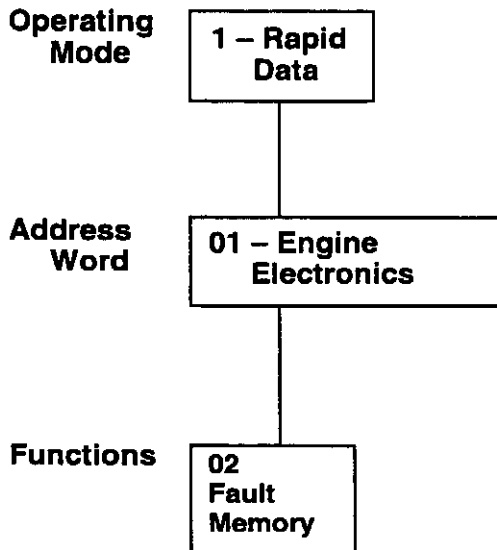 Operating
Mode
1 – Rapid
Data
Address
Word
01 – Engine
Electronics
Functions
02
Fault
Memory